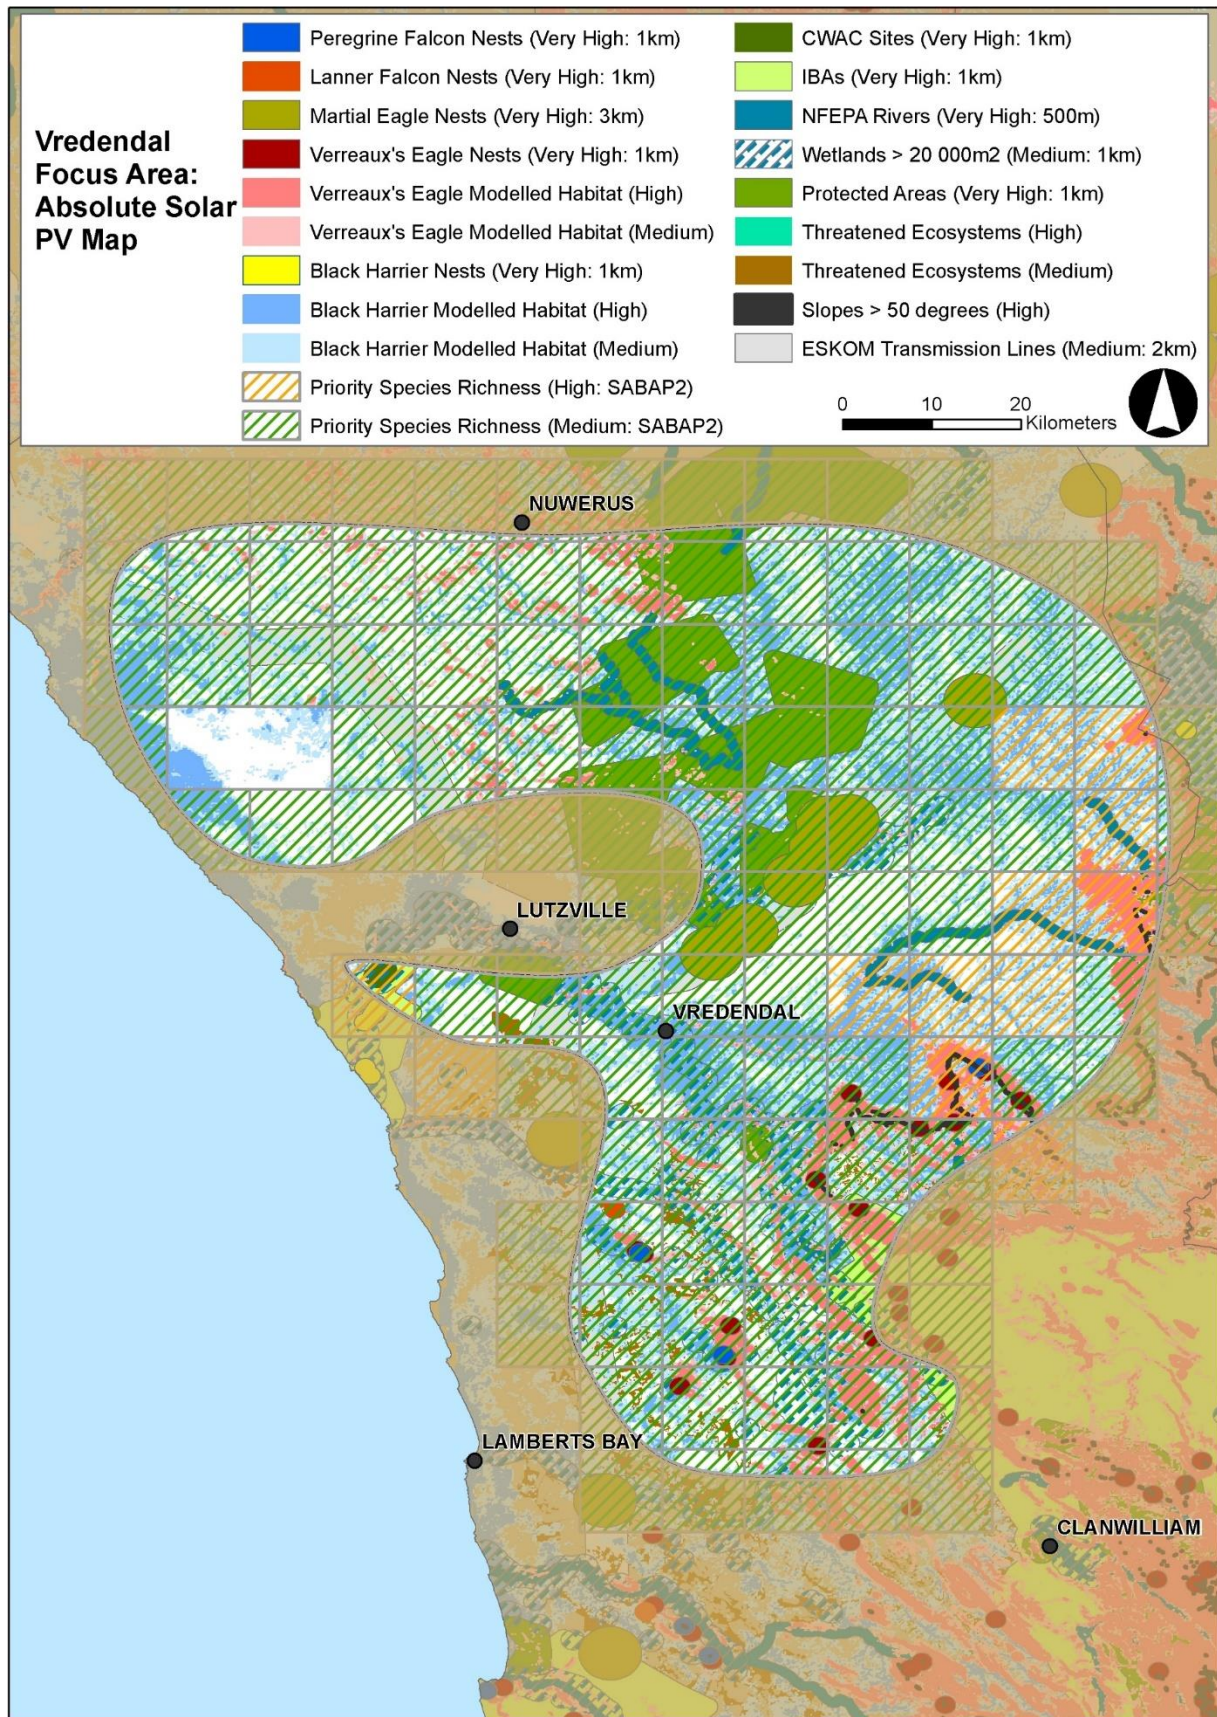 Vredendal
Focus Area:
Absolute Solar
PV Map
Peregrine Falcon Nests (Very High: 1km)
Lanner Falcon Nests (Very High: 1km)
Martial Eagle Nests (Very High: 3km)
Verreaux's Eagle Nests (Very High: 1km)
Verreaux's Eagle Modelled Habitat (High)
Verreaux's Eagle Modelled Habitat (Medium)
Black Harrier Nests (Very High: 1km)
Black Harrier Modelled Habitat (High)
Black Harrier Modelled Habitat (Medium)
Priority Species Richness (High: SABAP2)
Priority Species Richness (Medium: SABAP2)
CWAC Sites (Very High: 1km)
IBAs (Very High: 1km)
NFEPA Rivers (Very High: 500m)
Wetlands > 20 000m2 (Medium: 1km)
Protected Areas (Very High: 1km)
Threatened Ecosystems (High)
Threatened Ecosystems (Medium)
Slopes > 50 degrees (High)
ESKOM Transmission Lines (Medium: 2km)
0 10 20
Kilometers
NUWERUS
LUTZVILLE
VREDENDAL
LAMBERTS BAY
CLANWILLIAM